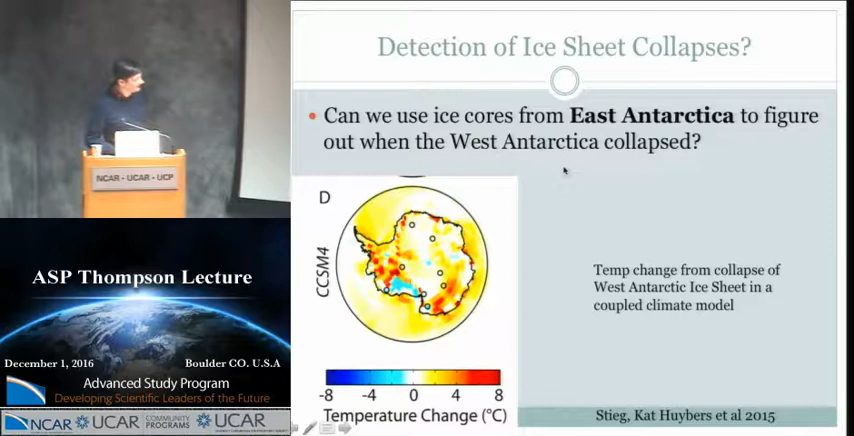 Detection of Ice Sheet Collapses?
• Can we use ice cores from East Antarctica to figure
out when the West Antarctica collapsed?
D
CCSM4
-8 -4 0 4 8
Temperature Change (°C)
Temp change from collapse of
West Antarctic Ice Sheet in a
coupled climate model
Stieg, Kat Huybers et al 2015
NCAR - UCAR - UCP
ASP Thompson Lecture
December 1, 2016 Boulder CO. U.S.A
Advanced Study Program
Developing Scientific Leaders of the Future
NCAR UCAR COMMUNITY
PROGRAMS UCAR